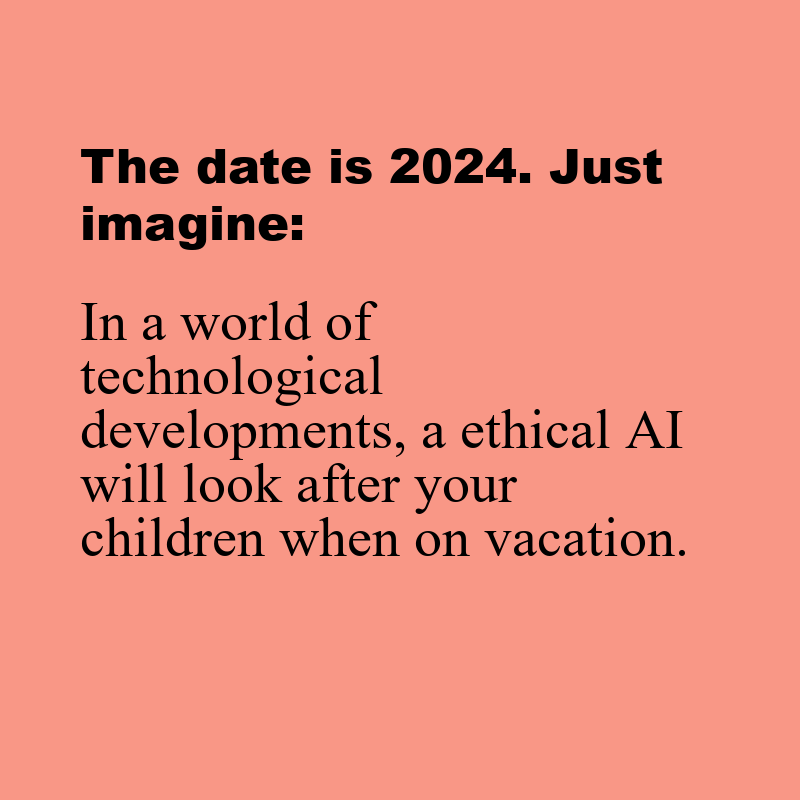 The date is 2024. Just
imagine:
In a world of
technological
developments, a ethical AI
will look after your
children when on vacation.